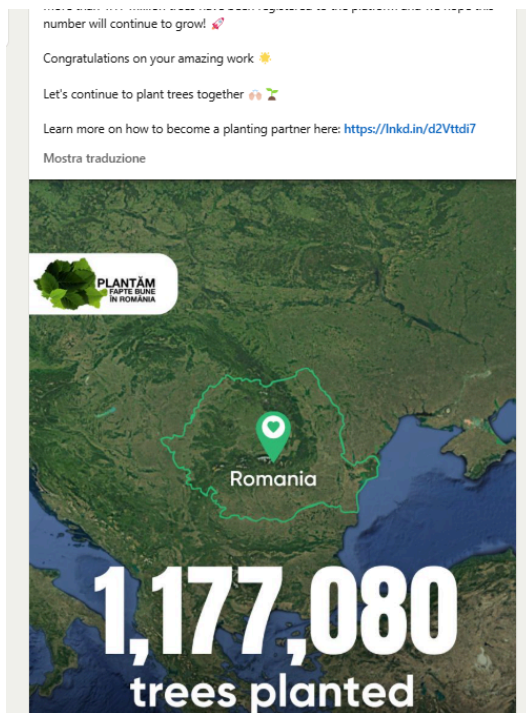 number will continue to grow! 🚀
Congratulations on your amazing work ☀️
Let's continue to plant trees together 🙌🏻 🌱
Learn more on how to become a planting partner here: https://lnkd.in/d2Vttdi7
Mostra traduzione
PLANTĂM
FAPTE BUNE
ÎN ROMÂNIA
Romania
1,177,080
trees planted